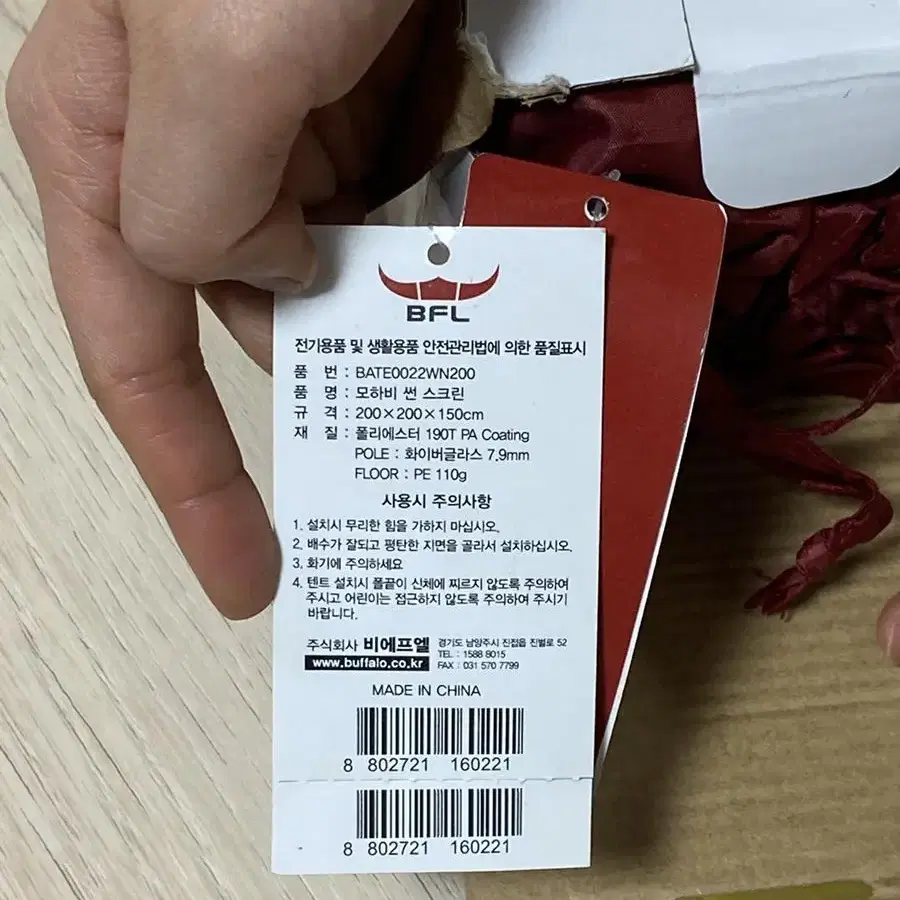 BFL
전기용품 및 생활용품 안전관리법에 의한 품질표시
품 번 : BATE0022WN200
품 명 : 모하비 썬 스크린
규 격 : 200×200×150cm
재 질 : 폴리에스터 190T PA Coating
POLE : 화이버글라스 7.9mm
FLOOR : PE 110g
사용시 주의사항
1. 설치시 무리한 힘을 가하지 마십시오.
2. 배수가 잘되고 평탄한 지면을 골라서 설치하십시오.
3. 화기에 주의하세요
4. 텐트 설치시 폴끝이 신체에 찌르지 않도록 주의하여
주시고 어린이는 접근하지 않도록 주의하여 주시기
바랍니다.
주식회사 비에프엘
www.buffalo.co.kr
경기도 남양주시 진접읍 진벌로 52
TEL : 1588 8015
FAX : 031 570 7799
MADE IN CHINA
8 802721 160221
8 802721 160221